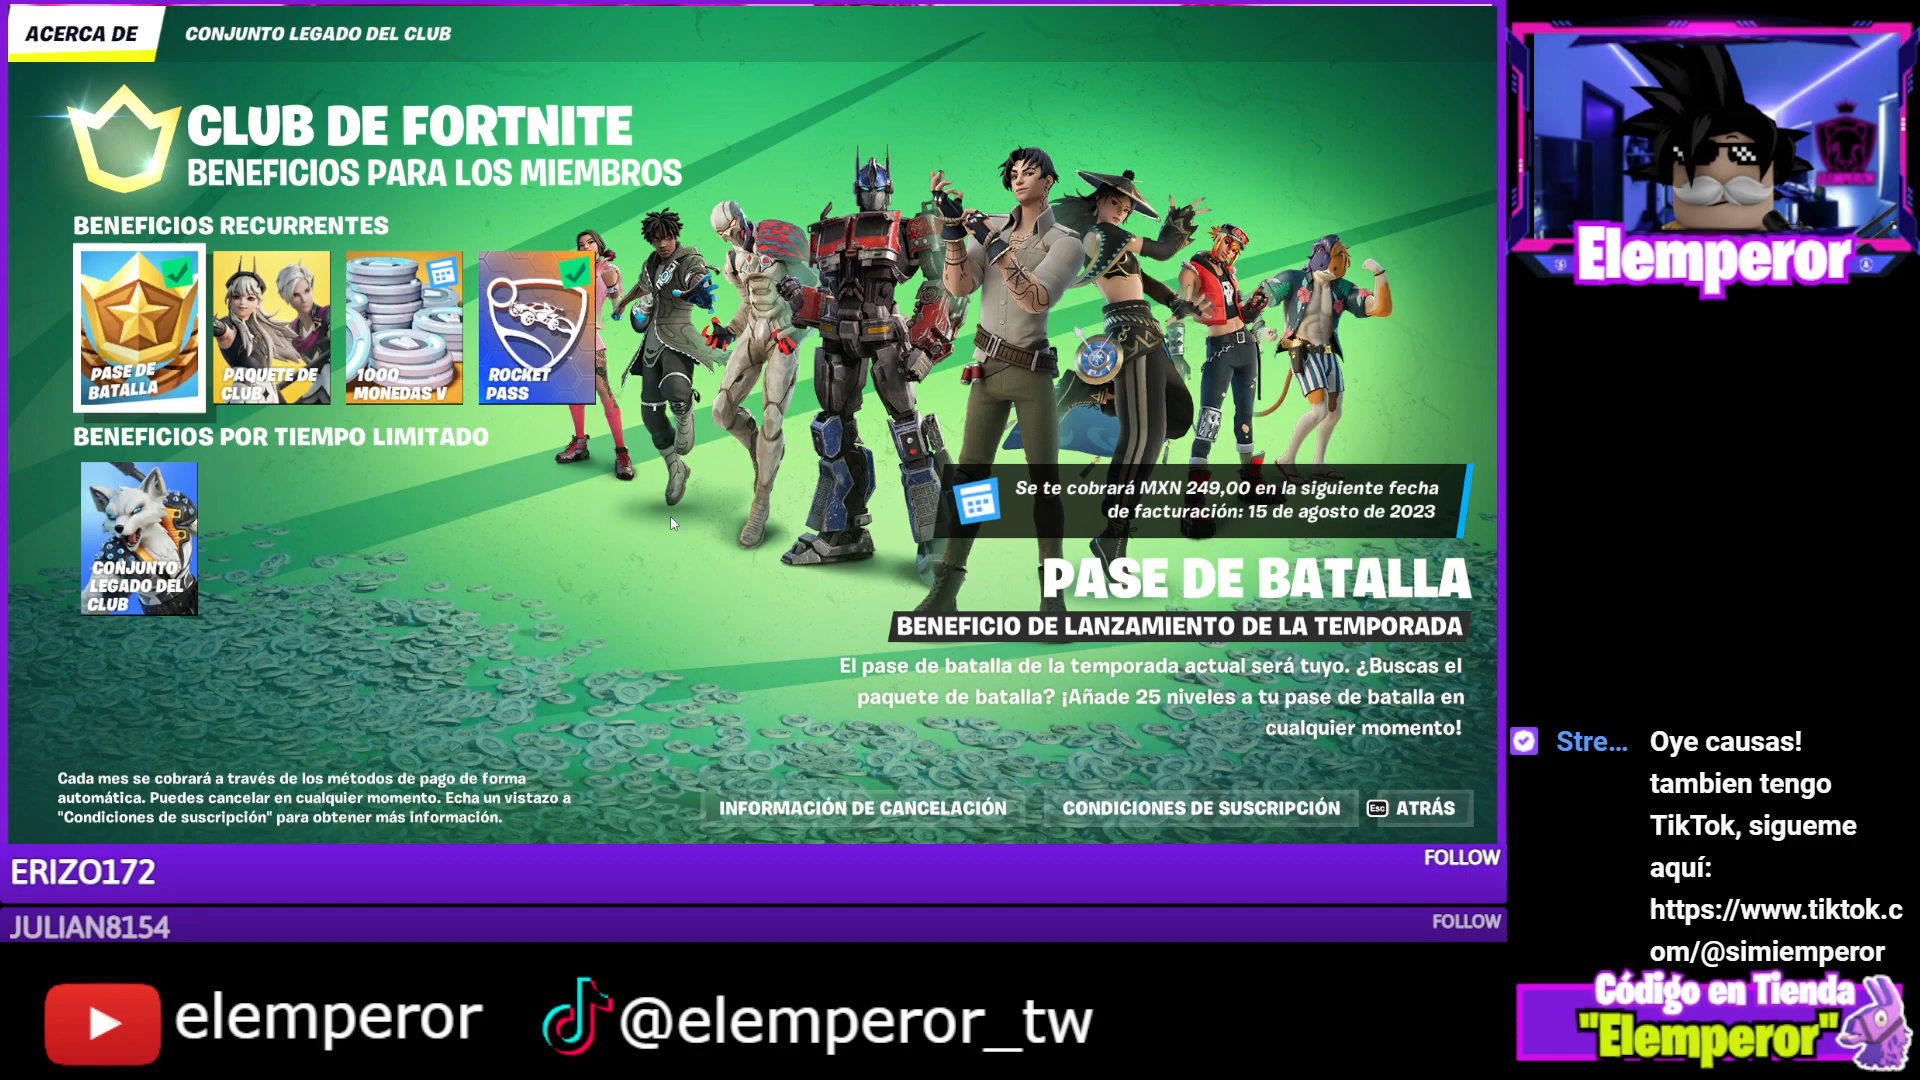 ACERCA DE
CONJUNTO LEGADO DEL CLUB
CLUB DE FORTNITE
BENEFICIOS PARA LOS MIEMBROS
BENEFICIOS RECURRENTES
PASE DE
BATALLA
PAQUETE DE
CLUB
1000
MONEDAS V
ROCKET
PASS
BENEFICIOS POR TIEMPO LIMITADO
CONJUNTO
LEGADO DEL
CLUB
Se te cobrará MXN 249,00 en la siguiente fecha
de facturación: 15 de agosto de 2023
PASE DE BATALLA
BENEFICIO DE LANZAMIENTO DE LA TEMPORADA
El pase de batalla de la temporada actual será tuyo. ¿Buscas el
paquete de batalla? ¡Añade 25 niveles a tu pase de batalla en
cualquier momento!
Cada mes se cobrará a través de los métodos de pago de forma
automática. Puedes cancelar en cualquier momento. Echa un vistazo a
"Condiciones de suscripción" para obtener más información.
INFORMACIÓN DE CANCELACIÓN
CONDICIONES DE SUSCRIPCIÓN
Esc ATRÁS
Elemperor
Stre... Oye causas!
tambien tengo
TikTok, sigueme
aquí:
https://www.tiktok.c
om/@simiemperor
ERIZO172
FOLLOW
JULIAN8154
FOLLOW
elemperor
@elemperor_tw
Código en Tienda
"Elemperor"